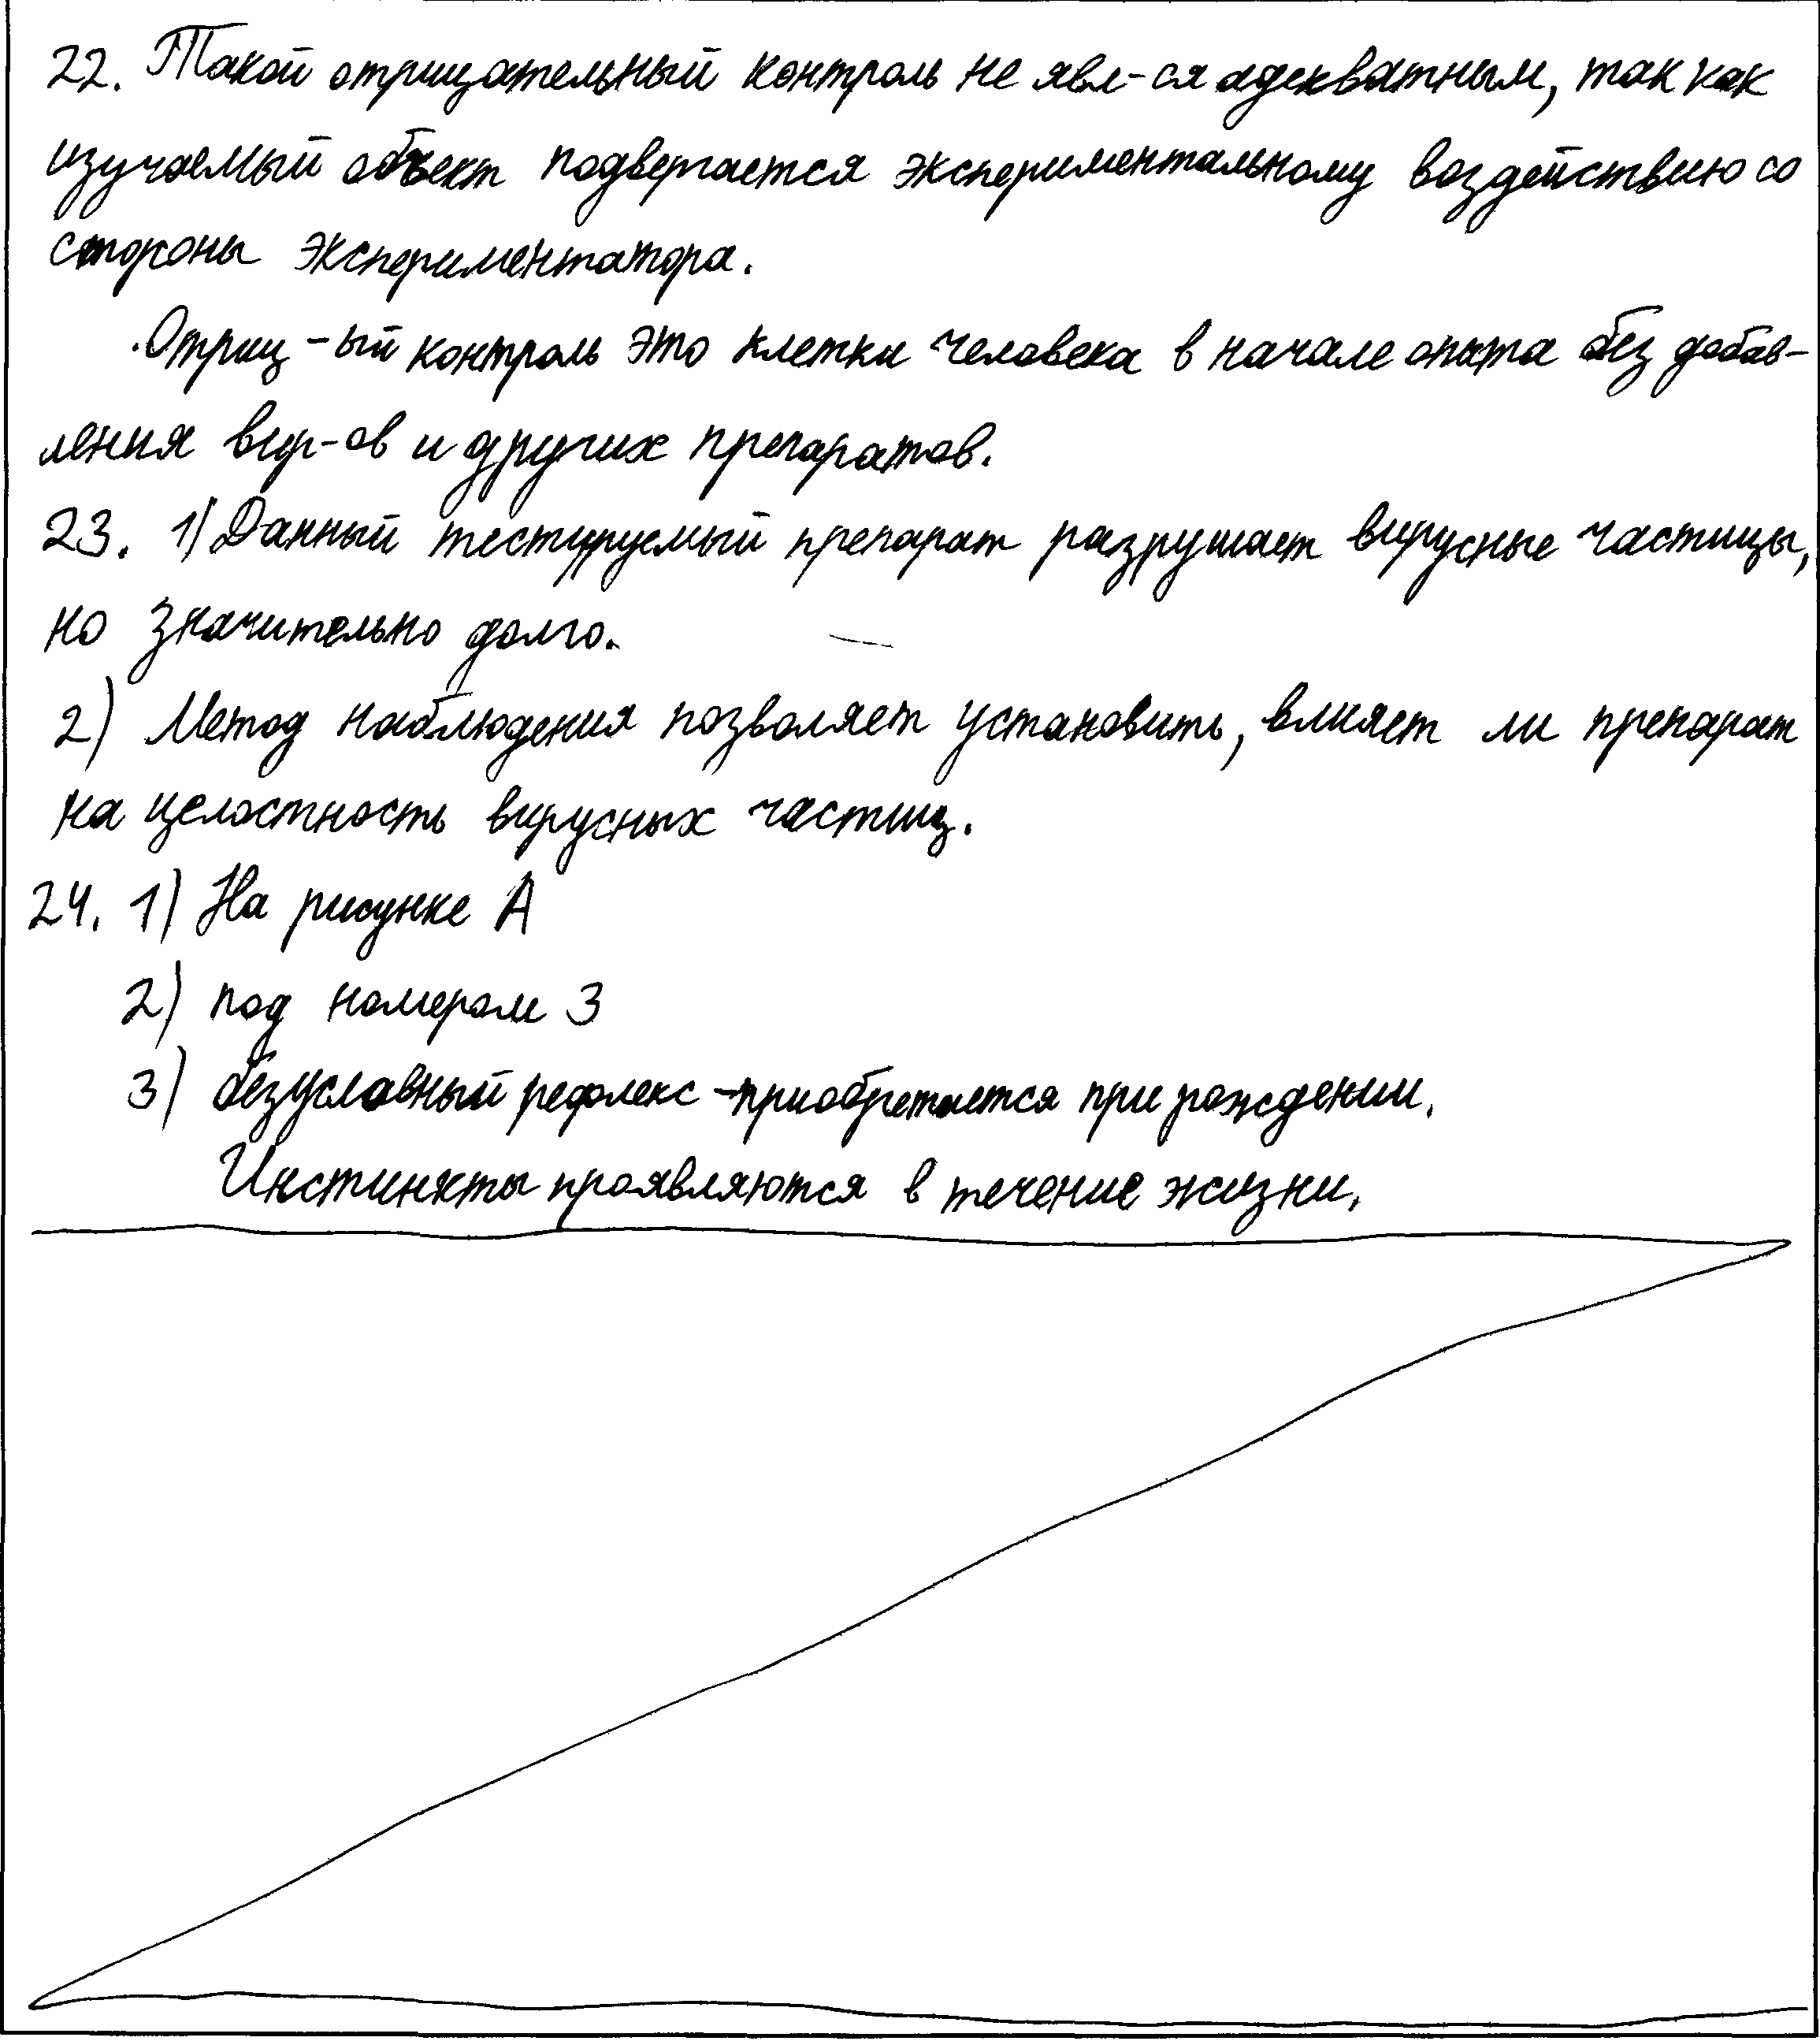 22. Такой отрицательный контроль не явл-ся адекватным, так как
изучаемый объект подвергается экспериментальному воздействию со
стороны экспериментатора.
.Отриц-ый контроль это клетки человека в начале опыта без добав-
ления вир-ов и других препаратов.
23. 1) Данный тестируемый препарат разрушает вирусные частицы,
но значительно долго.
2) Метод наблюдения позволяет установить, влияет ли препарат
на целостность вирусных частиц.
24. 1) На рисунке А
2) под номером 3
3) безусловный рефлекс - приобретается при рождении.
Инстинкты проявляются в течение жизни.